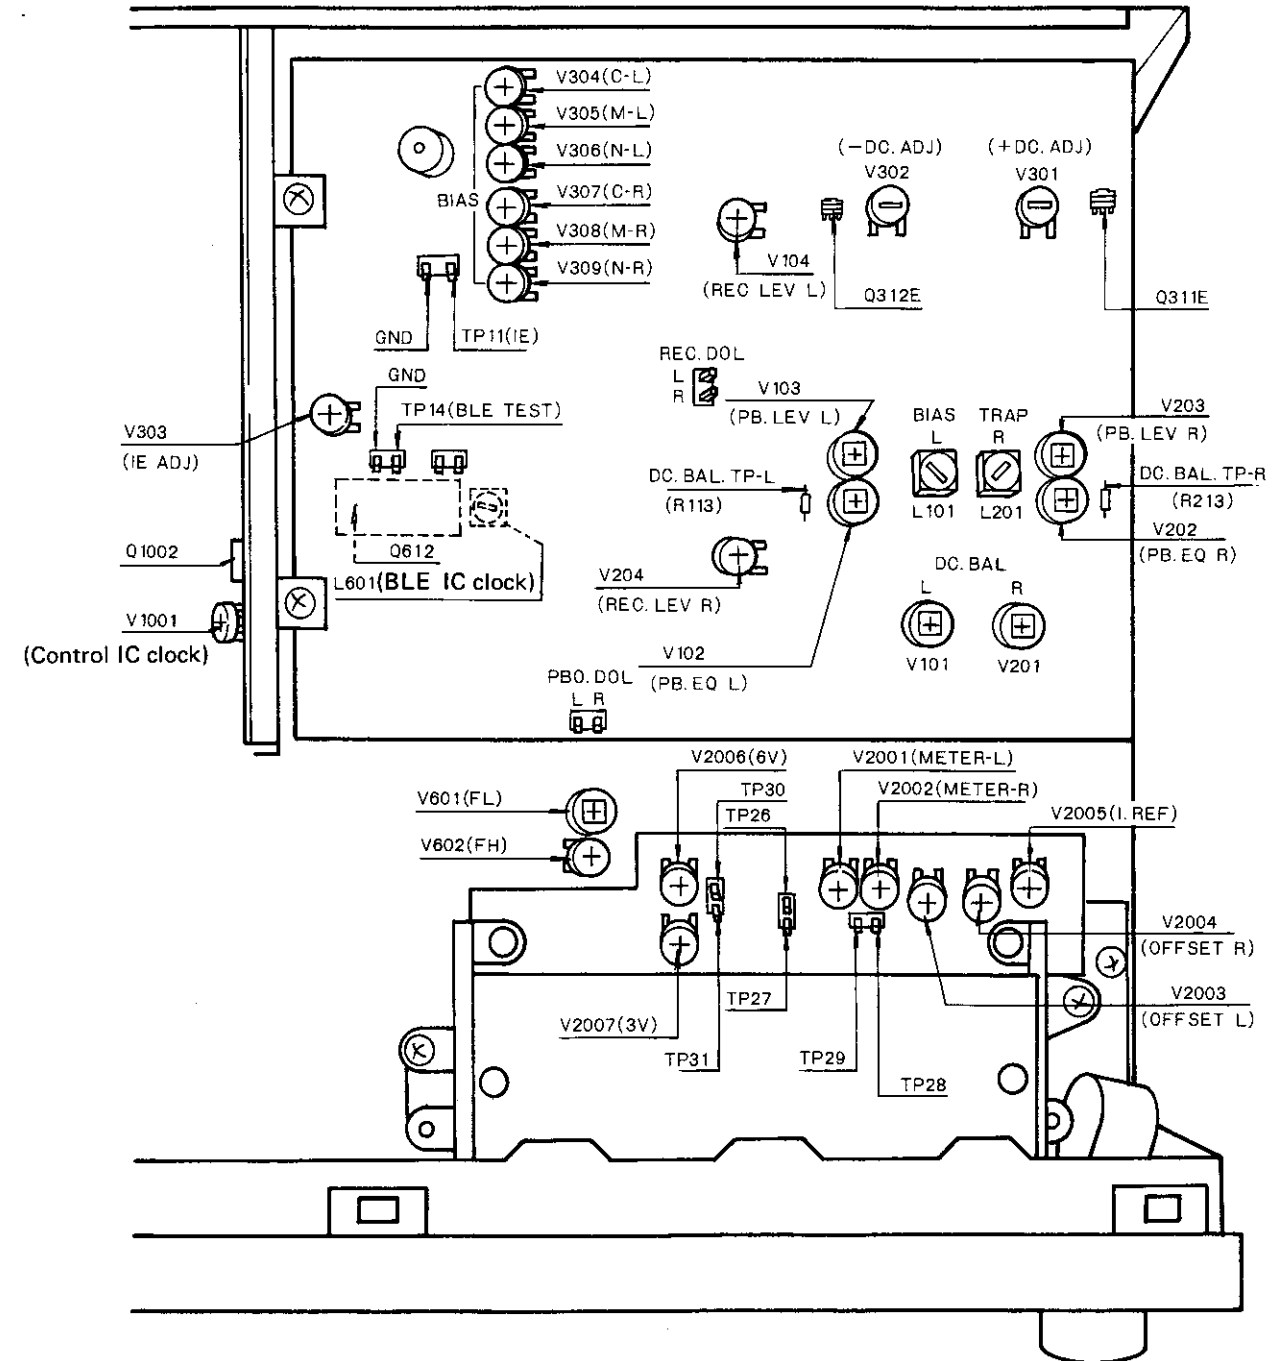 V304(C-L)
V305(M-L)
V306(N-L)
BIAS
V307(C-R)
V308(M-R)
V309(N-R)
(-DC. ADJ)
V302
(+DC. ADJ)
V301
V104
(REC LEV L)
Q312E
Q311E
GND
TP11(IE)
GND
TP14(BLE TEST)
REC. DOL
L
R
V103
(PB. LEV L)
BIAS TRAP
L R
V203
(PB. LEV R)
V303
(IE ADJ)
DC. BAL. TP-L
(R113)
L101
L201
DC. BAL. TP-R
(R213)
V202
(PB. EQ R)
Q1002
Q612
L601(BLE IC clock)
V204
(REC. LEV R)
DC. BAL
L R
V101
V201
V1001
(Control IC clock)
V102
(PB. EQ L)
PBO. DOL
L R
V2006(6V)
V2001(METER-L)
TP30
V2002(METER-R)
TP26
V2005(I. REF)
V601(FL)
V602(FH)
V2004
(OFFSET R)
V2003
(OFFSET L)
TP27
V2007(3V)
TP31
TP29
TP28